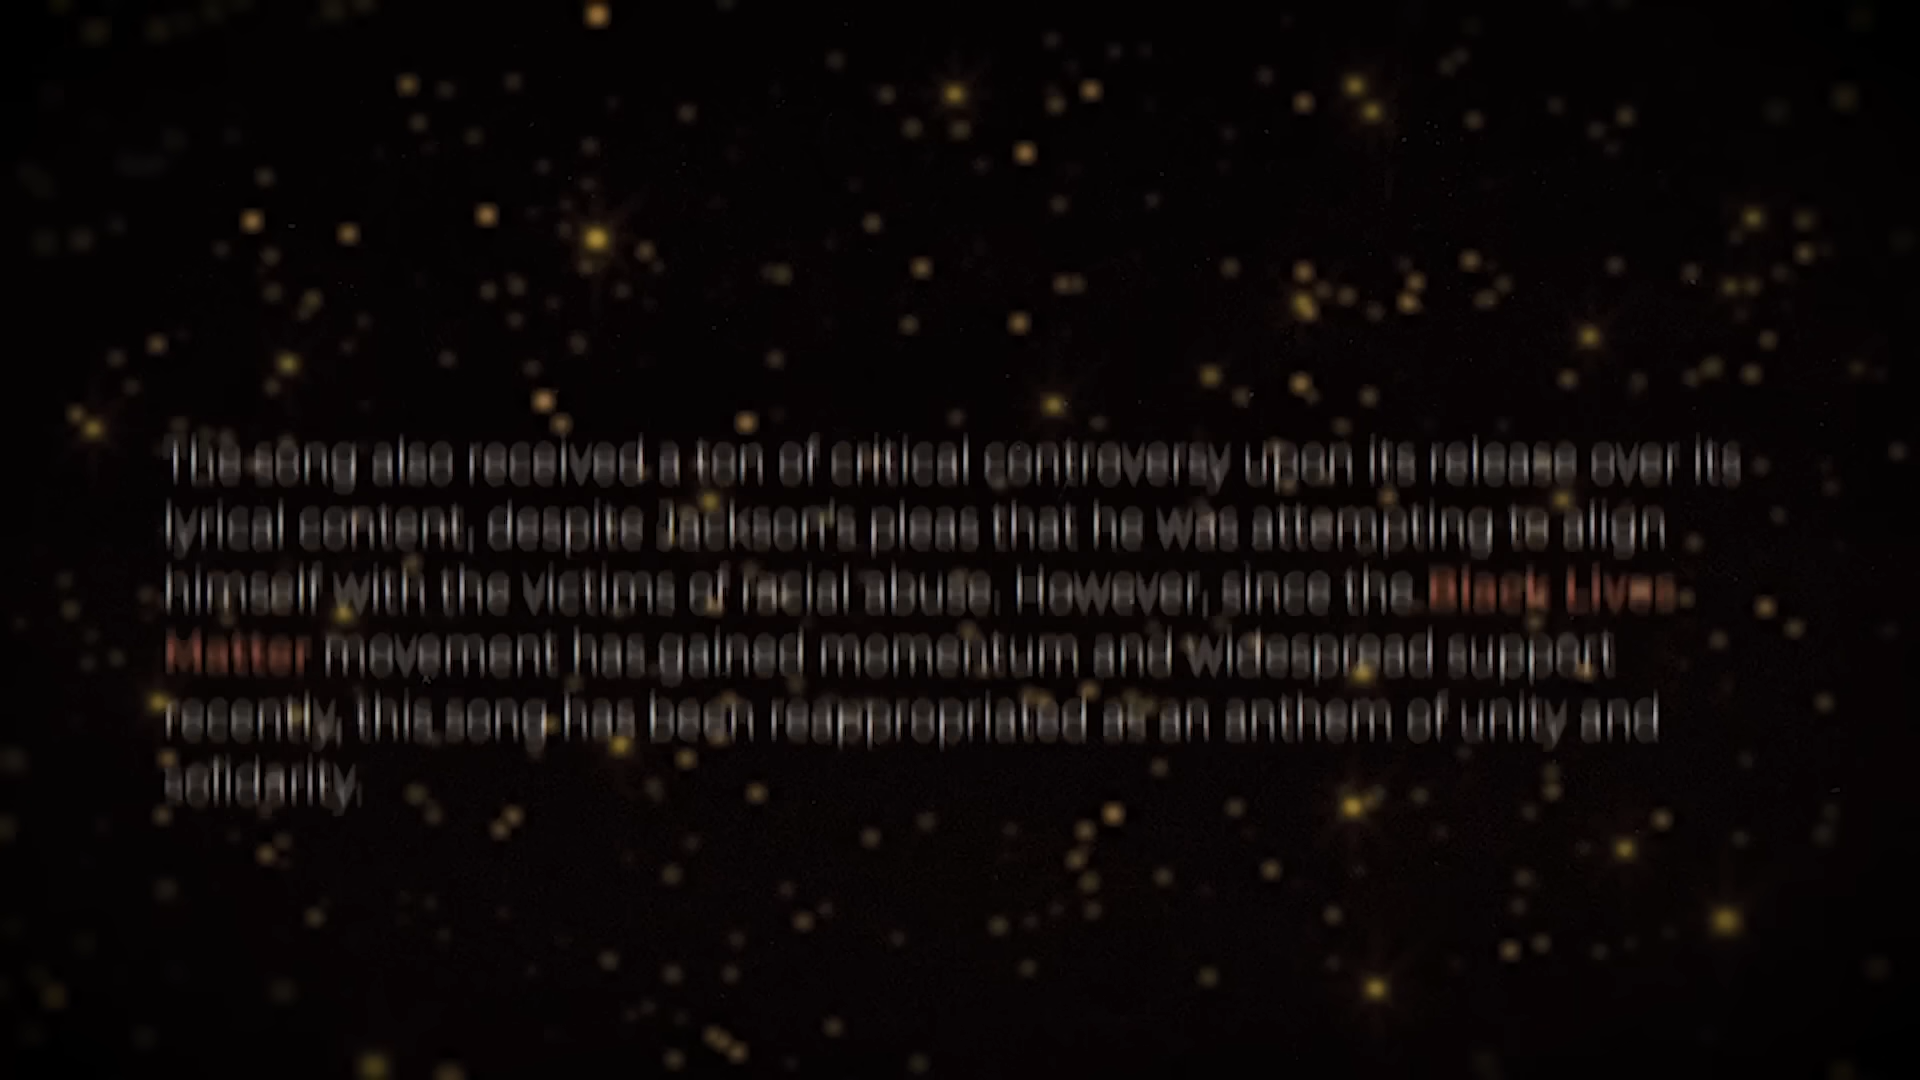 The song also received a ton of critical controversy upon its release over its
lyrical content, despite Jackson's pleas that he was attempting to align
himself with the victims of racial abuse. However, since the Black Lives
Matter movement has gained momentum and widespread support
recently, this song has been reappropriated as an anthem of unity and
solidarity.